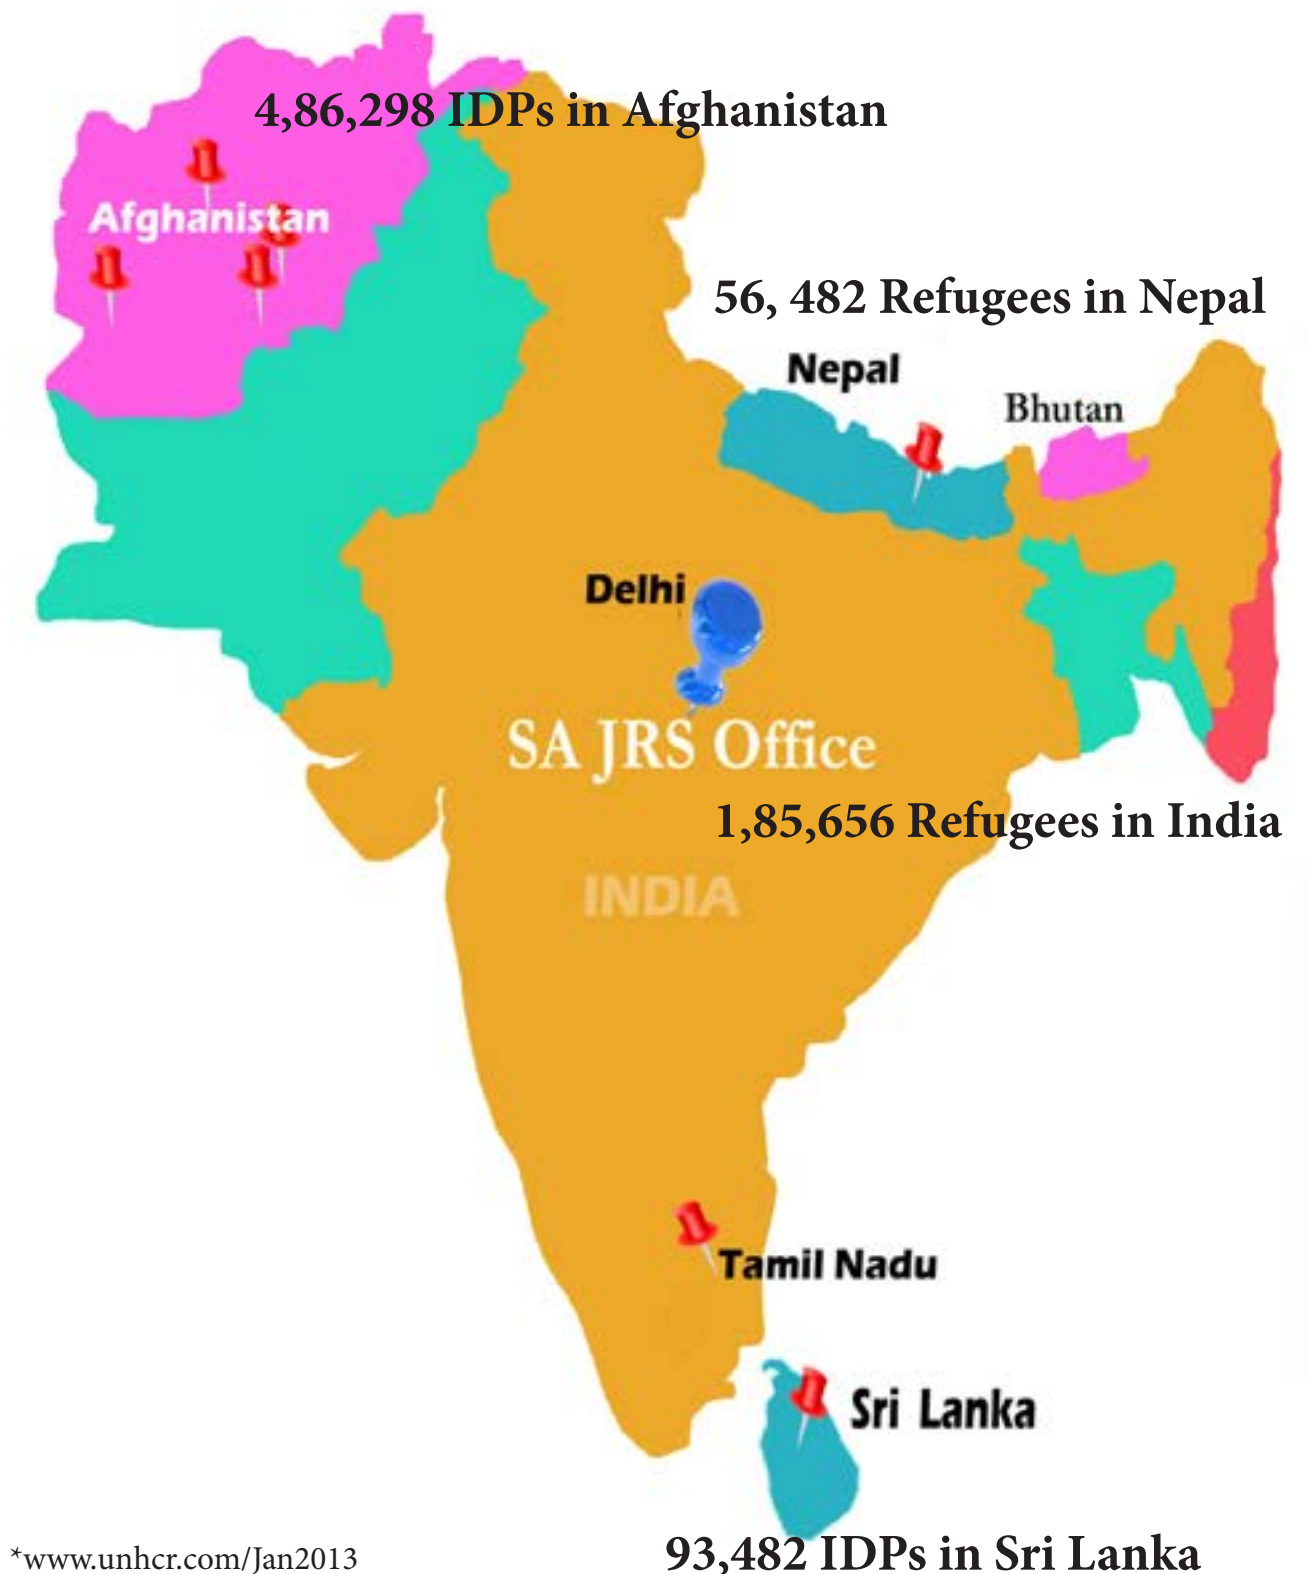 4,86,298 IDPs in Afghanistan
Afghanistan
56, 482 Refugees in Nepal
Nepal
Bhutan
Delhi
SA JRS Office
1,85,656 Refugees in India
INDIA
Tamil Nadu
Sri Lanka
93,482 IDPs in Sri Lanka
*www.unhcr.com/Jan2013